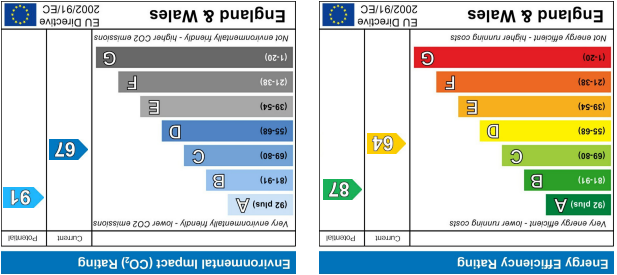 Energy Efficiency Rating
Current Potential
Very energy efficient - lower running costs
(92 plus) A
(81-91) B
(69-80) C
(55-68) D
(39-54) E
(21-38) F
(1-20) G
Not energy efficient - higher running costs
64
87
England & Wales
EU Directive
2002/91/EC
Environmental Impact (CO₂) Rating
Current Potential
Very environmentally friendly - lower CO2 emissions
(92 plus) A
(81-91) B
(69-80) C
(55-68) D
(39-54) E
(21-38) F
(1-20) G
Not environmentally friendly - higher CO2 emissions
67
91
England & Wales
EU Directive
2002/91/EC